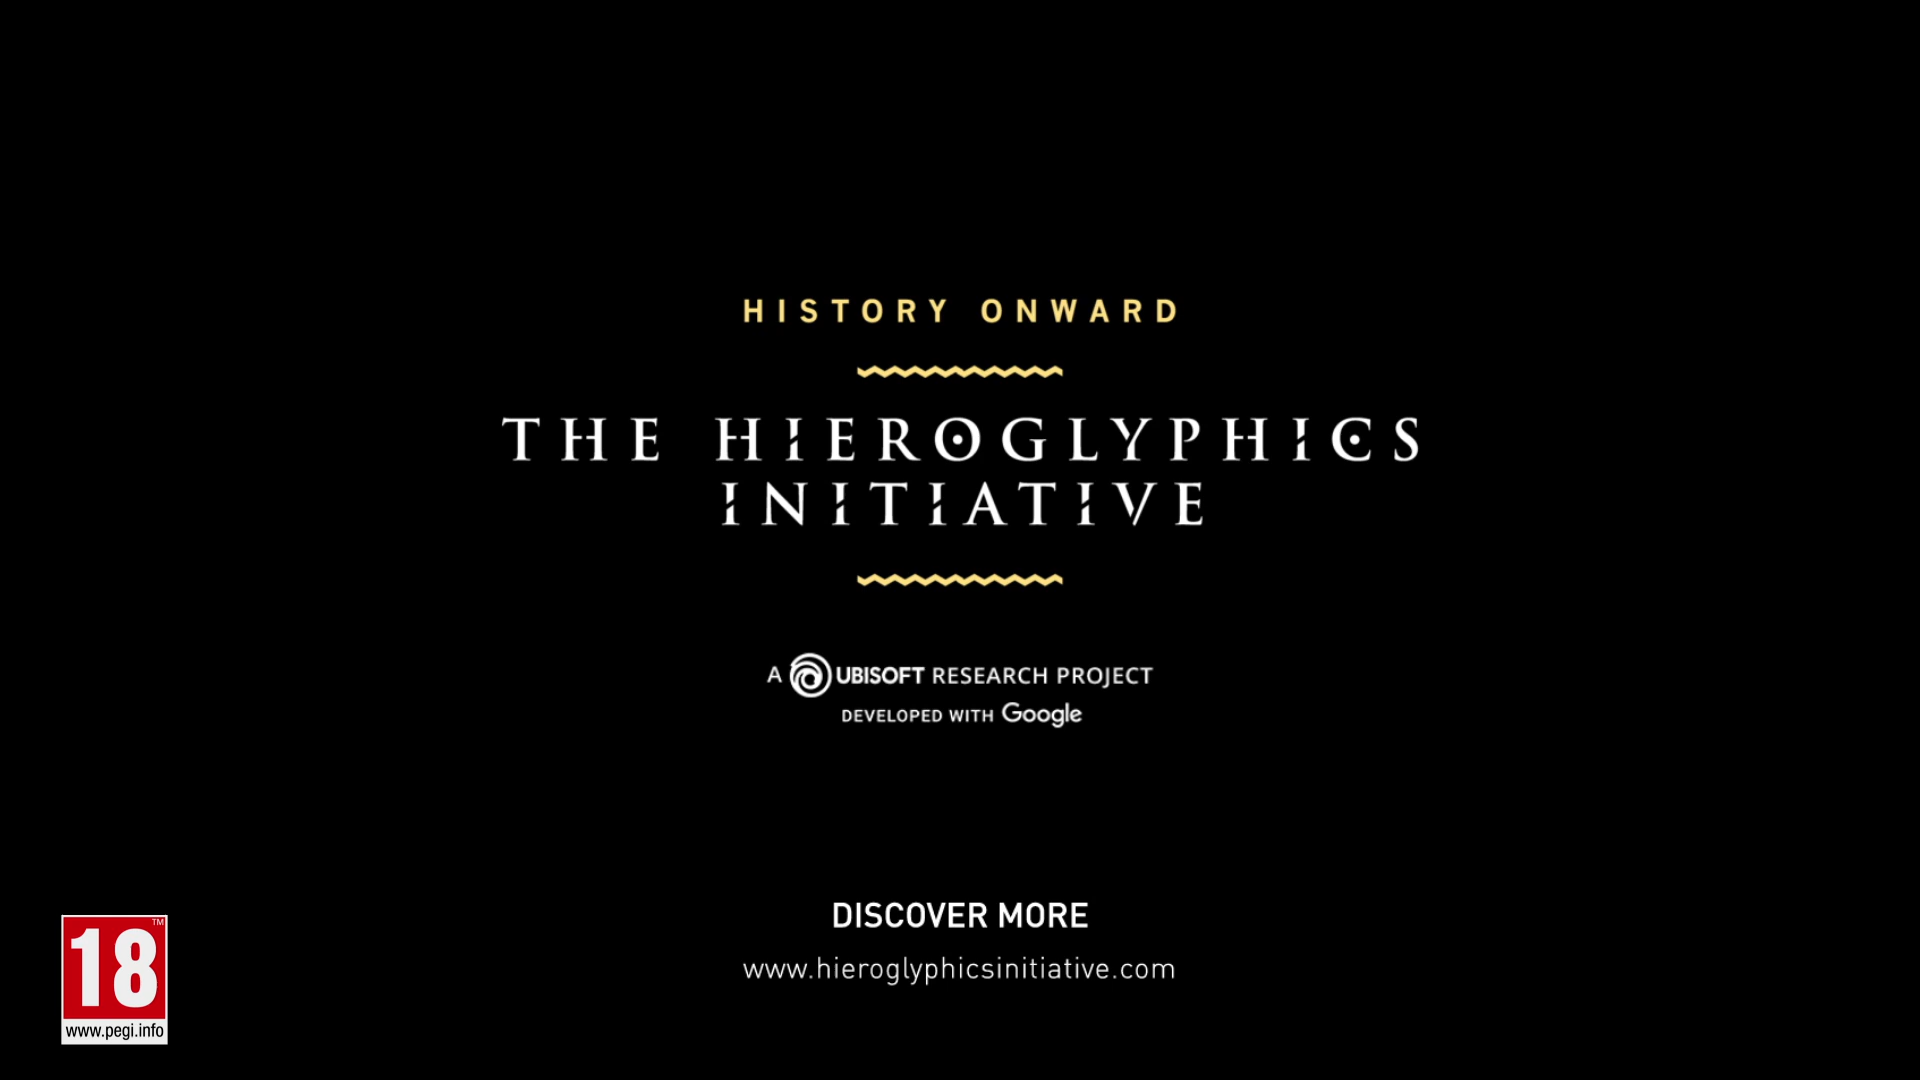 HISTORY ONWARD
THE HIEROGLYPHICS
INITIATIVE
A UBISOFT RESEARCH PROJECT
DEVELOPED WITH Google
DISCOVER MORE
www.hieroglyphicsinitiative.com
18 TM
www.pegi.info